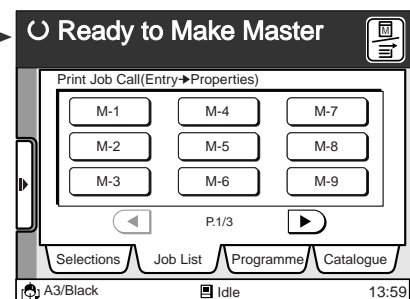 Ready to Make Master
M
Print Job Call(Entry➔Properties)
M-1 M-4 M-7
M-2 M-5 M-8
M-3 M-6 M-9
P.1/3
Selections Job List Programme Catalogue
A3/Black Idle 13:59